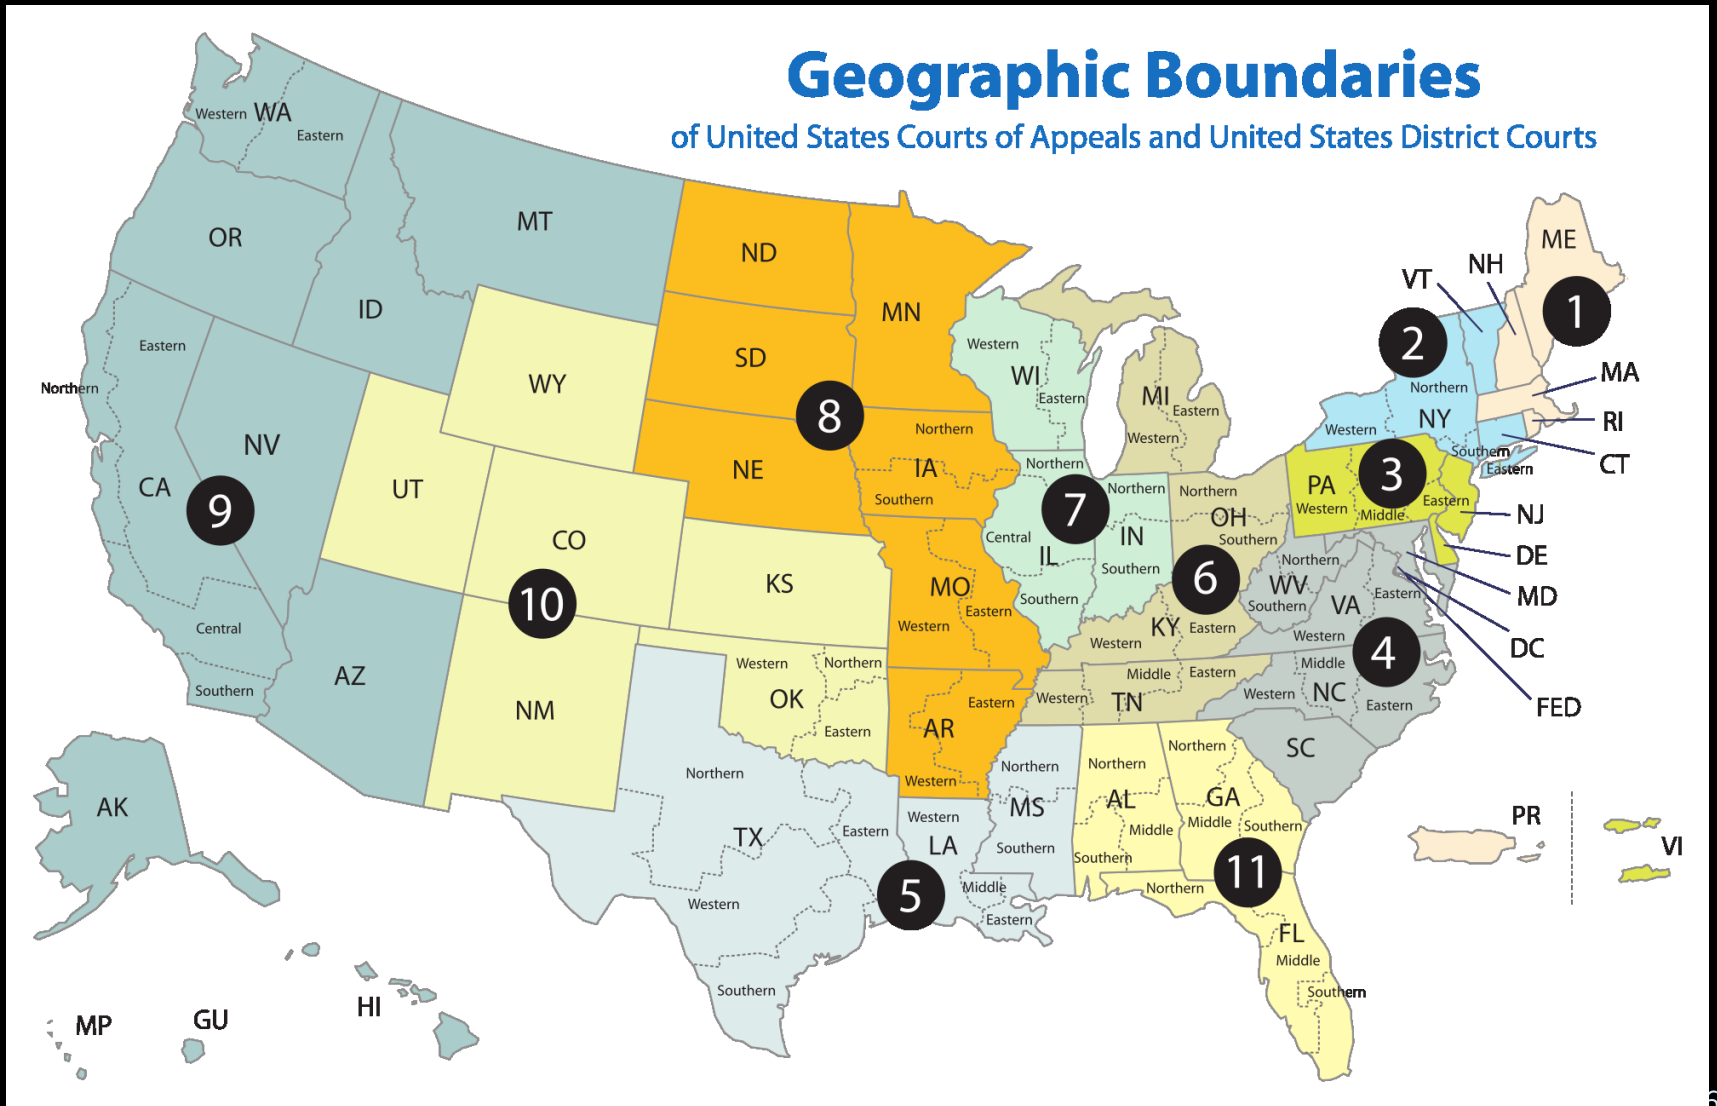 Geographic Boundaries
of United States Courts of Appeals and United States District Courts
Western
WA
Eastern
OR
ID
MT
Northern
Eastern
CA
NV
9
Central
Southern
AZ
WY
UT
CO
10
NM
KS
Western
Northern
OK
Eastern
ND
SD
NE
MN
8
Northern
IA
Southern
MO
Eastern
Western
AR
Eastern
Western
Northern
TX
Eastern
Western
Southern
Western
LA
Middle
Eastern
5
Northern
MS
Southern
Western
WI
Eastern
Northern
7
Central
IL
Southern
Northern
IN
Southern
MI
Eastern
Western
Northern
OH
Southern
6
KY
Western
Eastern
Western
Middle
TN
Eastern
Northern
AL
Middle
Southern
Northern
GA
Middle
Southern
11
Northern
FL
Middle
Southern
Northern
WV
Southern
VA
Eastern
Western
4
Middle
Western
NC
Eastern
SC
PA
Western
3
Middle
Eastern
2
Northern
NY
Western
Southern
Eastern
VT
NH
ME
1
MA
RI
CT
NJ
DE
MD
DC
FED
PR
VI
AK
HI
MP
GU